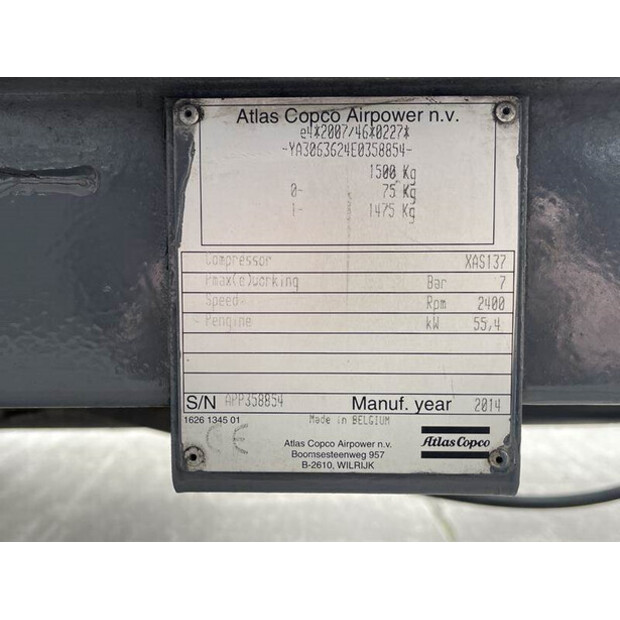 Atlas Copco Airpower n.v.
e4*2007/46*0227*
-YA3063624E0358854-
1500 Kg
0- 75 Kg
1- 1475 Kg
Compressor XAS137
Pmax(e)working Bar 7
Speed Rpm 2400
Pengine kW 55,4
S/N APP358854 Manuf. year 2014
1626 1345 01 Made in BELGIUM
CE
Atlas Copco Airpower n.v.
Boomsesteenweg 957
B-2610, WILRIJK
Atlas Copco